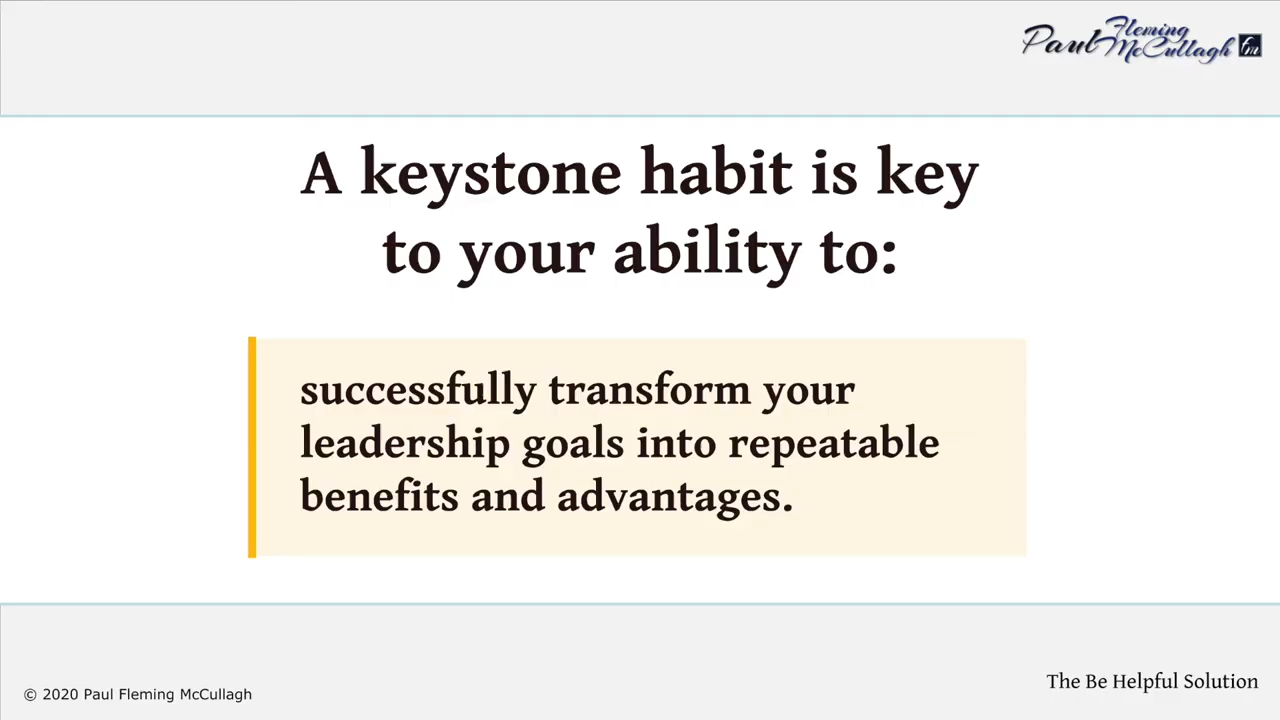 Paul Fleming McCullagh fm
A keystone habit is key
to your ability to:
successfully transform your
leadership goals into repeatable
benefits and advantages.
© 2020 Paul Fleming McCullagh
The Be Helpful Solution